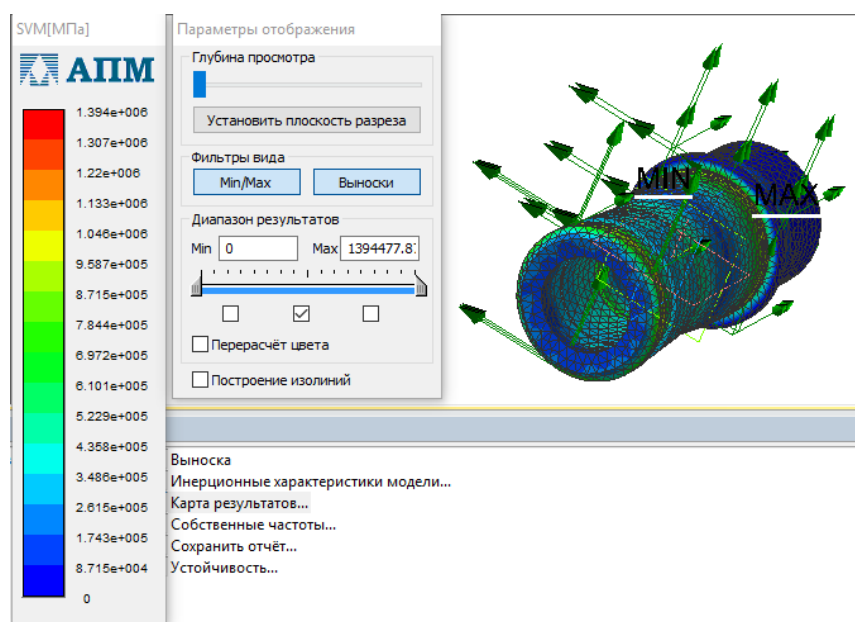 SVM[МПа]
АПМ
1.394e+006
1.307e+006
1.22e+006
1.133e+006
1.046e+006
9.587e+005
8.715e+005
7.844e+005
6.972e+005
6.101e+005
5.229e+005
4.358e+005
3.486e+005
2.615e+005
1.743e+005
8.715e+004
0
Параметры отображения
Глубина просмотра
Установить плоскость разреза
Фильтры вида
Min/Max Выноски
Диапазон результатов
Min 0 Max 1394477.8
Перерасчёт цвета
Построение изолиний
MIN
MAX
Выноска
Инерционные характеристики модели...
Карта результатов...
Собственные частоты...
Сохранить отчёт...
Устойчивость...